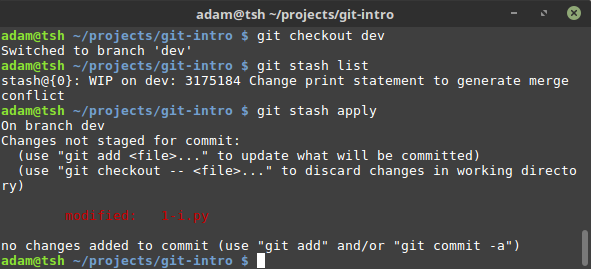 adam@tsh ~/projects/git-intro
adam@tsh ~/projects/git-intro $ git checkout dev
Switched to branch 'dev'
adam@tsh ~/projects/git-intro $ git stash list
stash@{0}: WIP on dev: 3175184 Change print statement to generate merge
conflict
adam@tsh ~/projects/git-intro $ git stash apply
On branch dev
Changes not staged for commit:
  (use "git add <file>..." to update what will be committed)
  (use "git checkout -- <file>..." to discard changes in working directo
ry)
modified:   i-i.py
no changes added to commit (use "git add" and/or "git commit -a")
adam@tsh ~/projects/git-intro $